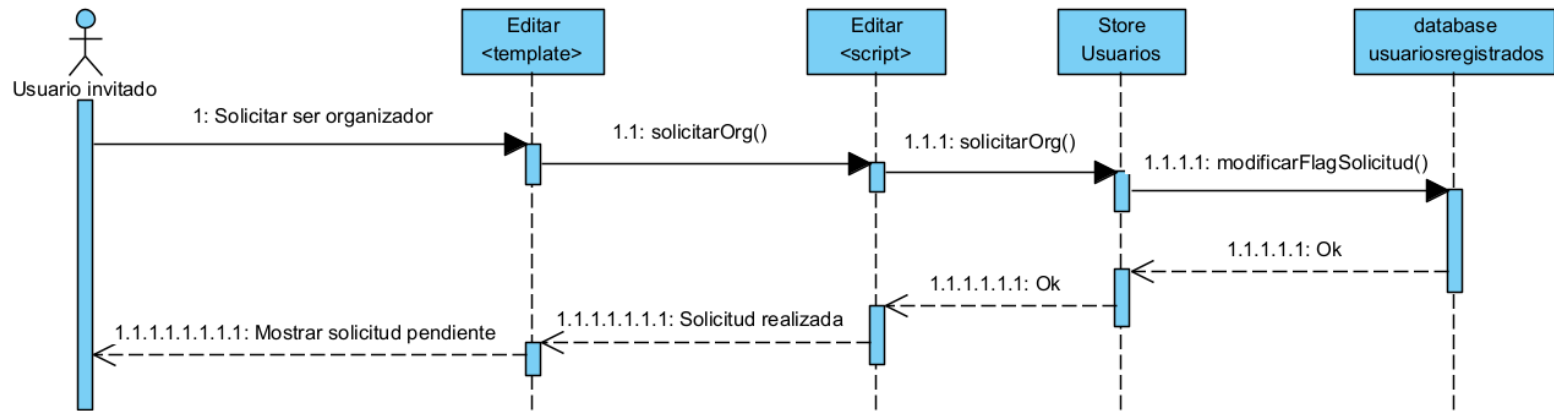 Editar
<template>
Editar
<script>
Store
Usuarios
database
usuariosregistrados
Usuario invitado
1: Solicitar ser organizador
1.1: solicitarOrg()
1.1.1: solicitarOrg()
1.1.1.1: modificarFlagSolicitud()
1.1.1.1.1: Ok
1.1.1.1.1.1: Ok
1.1.1.1.1.1.1: Solicitud realizada
1.1.1.1.1.1.1.1: Mostrar solicitud pendiente